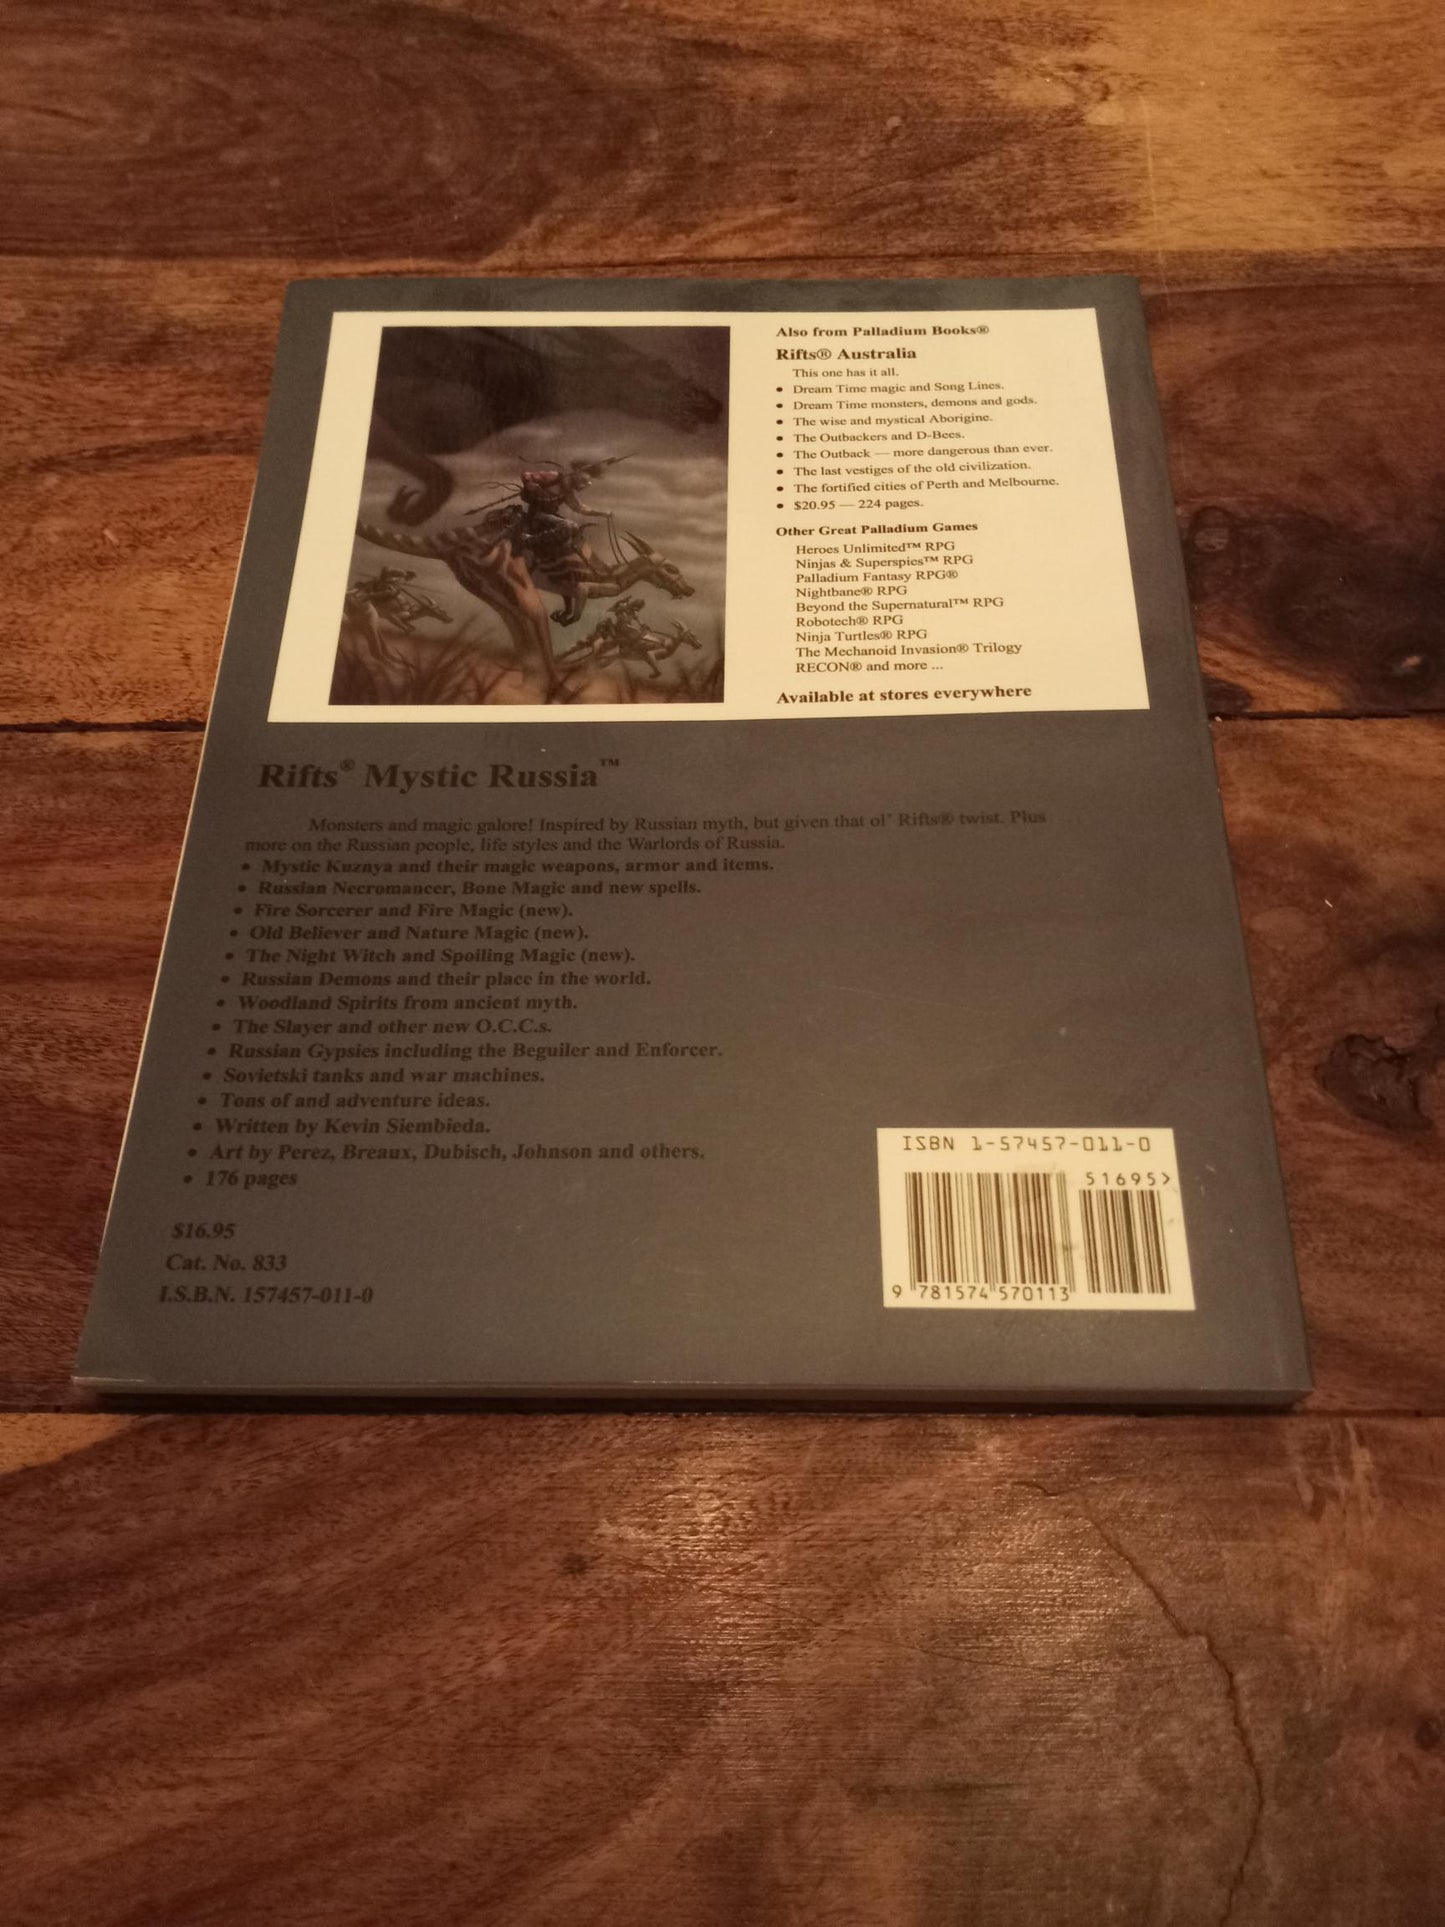 Also from Palladium Books®
Rifts® Australia
This one has it all.
• Dream Time magic and Song Lines.
• Dream Time monsters, demons and gods.
• The wise and mystical Aborigine.
• The Outbackers and D-Bees.
• The Outback — more dangerous than ever.
• The last vestiges of the old civilization.
• The fortified cities of Perth and Melbourne.
• $20.95 — 224 pages.
Other Great Palladium Games
Heroes Unlimited™ RPG
Ninjas & Superspies™ RPG
Palladium Fantasy RPG®
Nightbane® RPG
Beyond the Supernatural™ RPG
Robotech® RPG
Ninja Turtles® RPG
The Mechanoid Invasion® Trilogy
RECON® and more ...
Available at stores everywhere
Rifts® Mystic Russia™
Monsters and magic galore! Inspired by Russian myth, but given that ol' Rifts® twist. Plus
more on the Russian people, life styles and the Warlords of Russia.
• Mystic Kuznya and their magic weapons, armor and items.
• Russian Necromancer, Bone Magic and new spells.
• Fire Sorcerer and Fire Magic (new).
• Old Believer and Nature Magic (new).
• The Night Witch and Spoiling Magic (new).
• Russian Demons and their place in the world.
• Woodland Spirits from ancient myth.
• The Slayer and other new O.C.C.s.
• Russian Gypsies including the Beguiler and Enforcer.
• Sovietski tanks and war machines.
• Tons of and adventure ideas.
• Written by Kevin Siembieda.
• Art by Perez, Breaux, Dubisch, Johnson and others.
• 176 pages
$16.95
Cat. No. 833
I.S.B.N. 157457-011-0
ISBN 1-57457-011-0
51695>
9 781574 570113